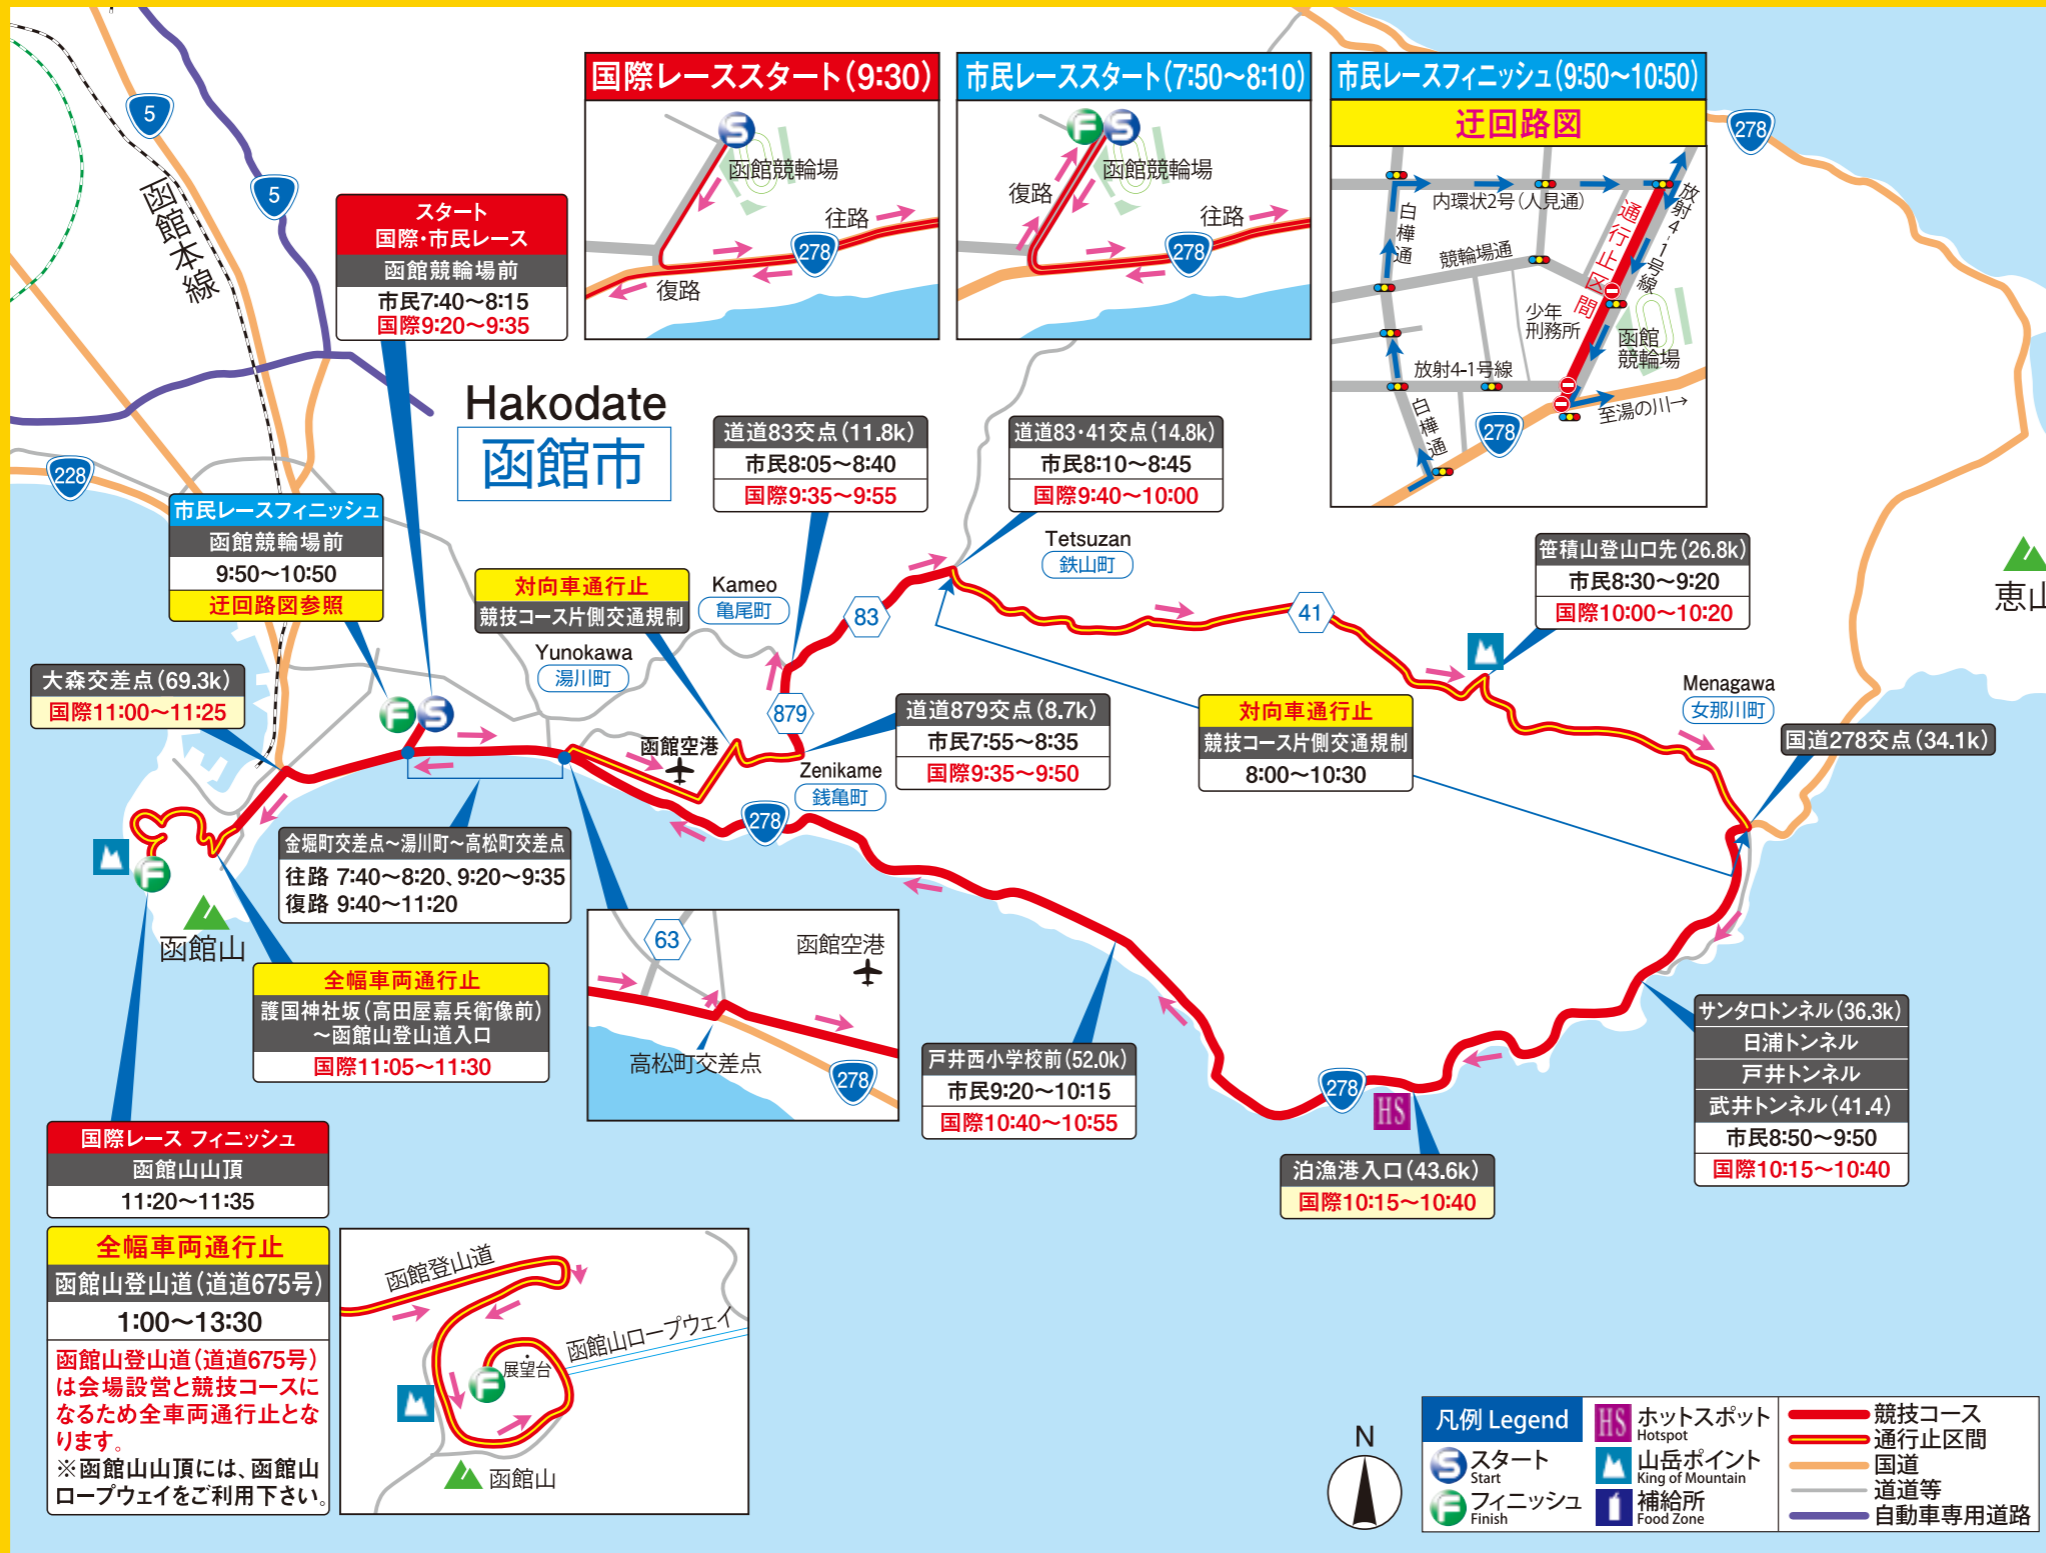 国際レーススタート(9:30)
函館競輪場
往路
278
復路
市民レーススタート(7:50〜8:10)
函館競輪場
復路
往路
278
市民レースフィニッシュ(9:50〜10:50)
迂回路図
内環状2号(人見通)
白樺通
競輪場通
通行止区間
放射4-1号線
少年
刑務所
函館
競輪場
放射4-1号線
白樺通
278
至湯の川→
278
5
5
函館本線
228
スタート
国際・市民レース
函館競輪場前
市民7:40〜8:15
国際9:20〜9:35
Hakodate
函館市
道道83交点(11.8k)
市民8:05〜8:40
国際9:35〜9:55
道道83・41交点(14.8k)
市民8:10〜8:45
国際9:40〜10:00
市民レースフィニッシュ
函館競輪場前
9:50〜10:50
迂回路図参照
対向車通行止
競技コース片側交通規制
Kameo
亀尾町
Tetsuzan
鉄山町
83
41
笹積山登山口先(26.8k)
市民8:30〜9:20
国際10:00〜10:20
恵山
Yunokawa
湯川町
大森交差点(69.3k)
国際11:00〜11:25
F
S
函館空港
879
道道879交点(8.7k)
市民7:55〜8:35
国際9:35〜9:50
Zenikame
銭亀町
対向車通行止
競技コース片側交通規制
8:00〜10:30
Menagawa
女那川町
国道278交点(34.1k)
278
金堀町交差点〜湯川町〜高松町交差点
往路 7:40〜8:20、9:20〜9:35
復路 9:40〜11:20
F
函館山
全幅車両通行止
護国神社坂(高田屋嘉兵衛像前)
〜函館山登山道入口
国際11:05〜11:30
63
函館空港
高松町交差点
278
戸井西小学校前(52.0k)
市民9:20〜10:15
国際10:40〜10:55
278
HS
泊漁港入口(43.6k)
国際10:15〜10:40
サンタロトンネル(36.3k)
日浦トンネル
戸井トンネル
武井トンネル(41.4)
市民8:50〜9:50
国際10:15〜10:40
国際レース フィニッシュ
函館山山頂
11:20〜11:35
全幅車両通行止
函館山登山道(道道675号)
1:00〜13:30
函館山登山道(道道675号)
は会場設営と競技コースに
なるため全車両通行止とな
ります。
※函館山山頂には、函館山
ロープウェイをご利用下さい。
函館登山道
函館山ロープウェイ
展望台
F
函館山
N
凡例 Legend
S
スタート
Start
F
フィニッシュ
Finish
HS
ホットスポット
Hotspot
山岳ポイント
King of Mountain
補給所
Food Zone
競技コース
通行止区間
国道
道道等
自動車専用道路